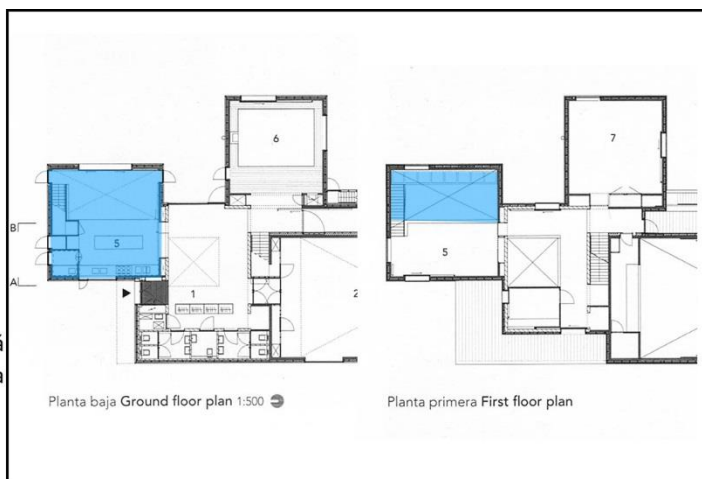 6
7
B
5
5
A
1
2
á
a
Planta baja Ground floor plan 1:500
Planta primera First floor plan